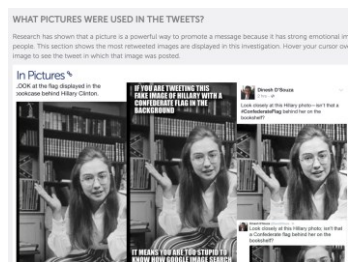 WHAT PICTURES WERE USED IN THE TWEETS?
Research has shown that a picture is a powerful way to promote a message because it has strong emotional im
people. This section shows the most retweeted images are displayed in this investigation. Hover your cursor ov
image to see the tweet in which that image was posted.
In Pictures
LOOK at the flag displayed in the
bookcase behind Hillary Clinton.
IF YOU ARE TWEETING THIS
FAKE IMAGE OF HILLARY WITH A
CONFEDERATE FLAG IN THE
BACKGROUND
IT MEANS YOU ARE TOO STUPID TO
KNOW HOW GOOGLE IMAGE SEARCH
Dinesh D'Souza
Look closely at this Hillary photo--isn't that a
#ConfederateFlag behind her on the
bookshelf?
Look closely at this Hillary photo. Isn't that
a Confederate flag behind her on the
bookshelf?